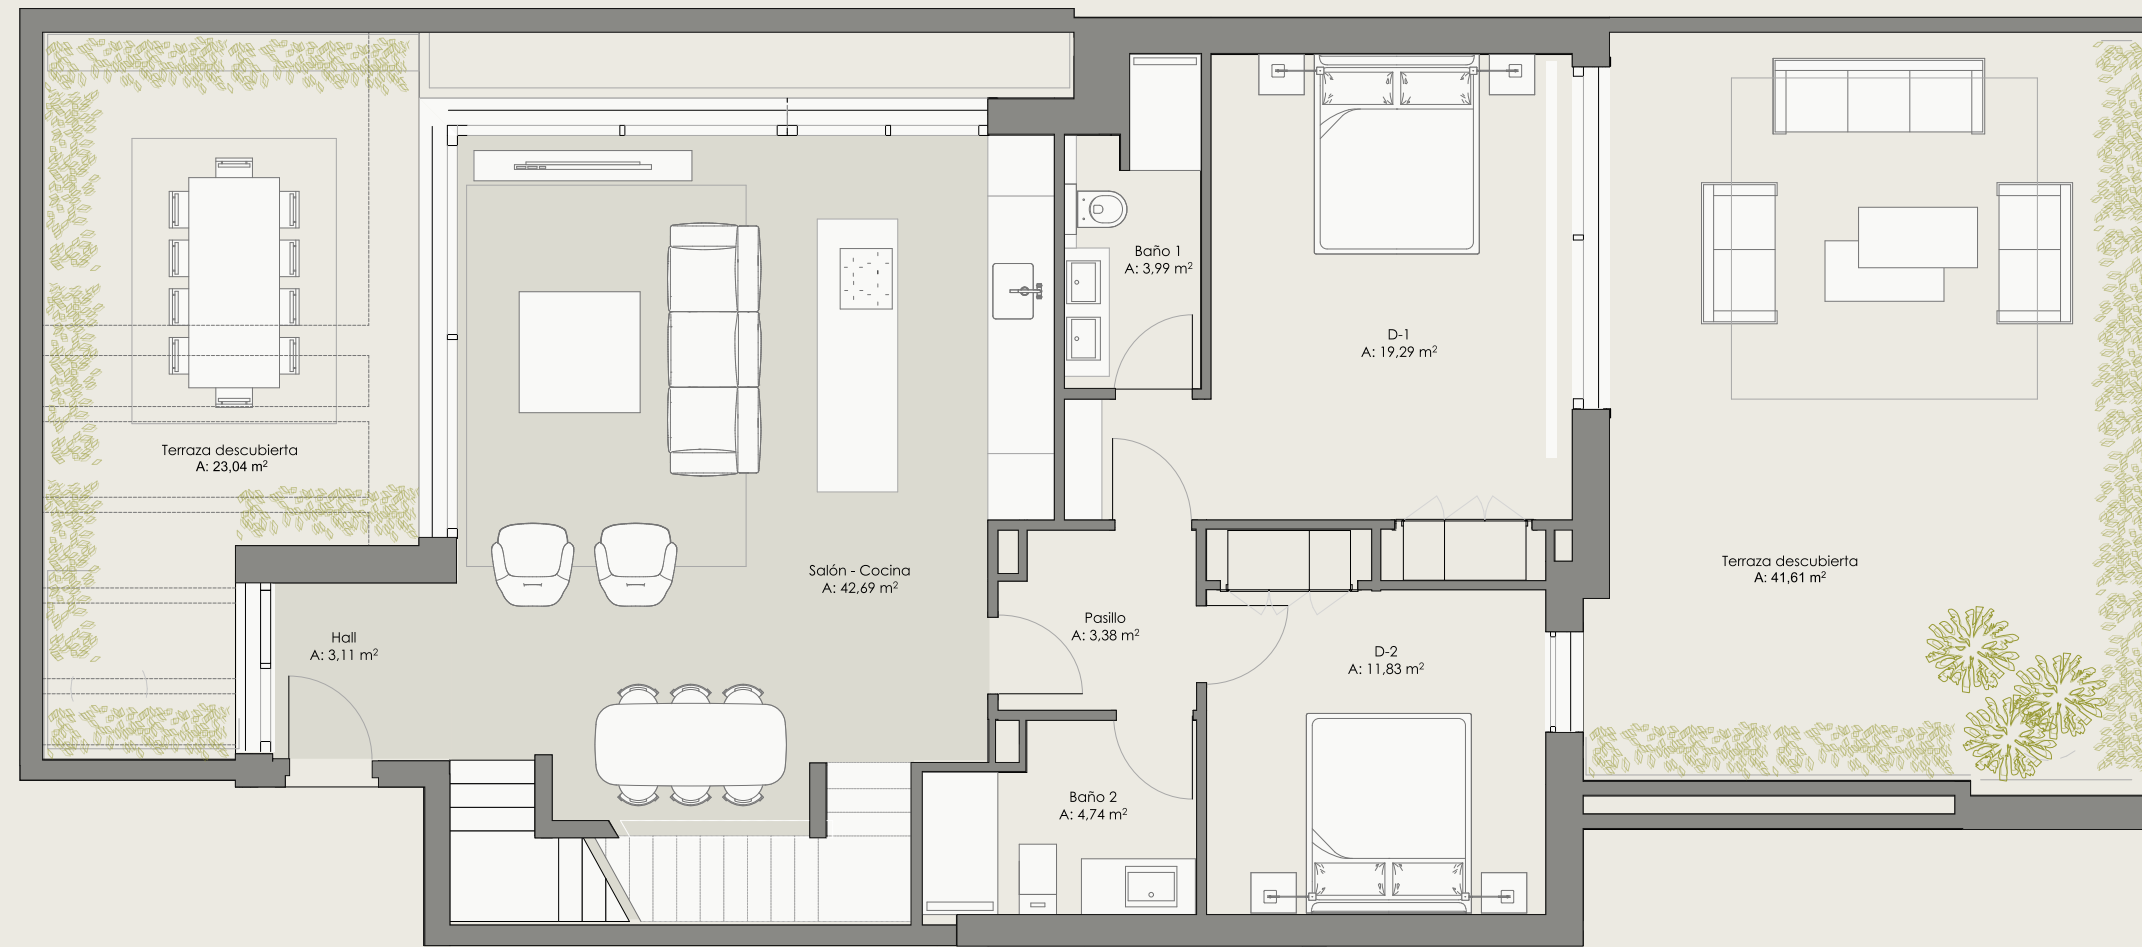 Terraza descubierta
A: 23,04 m²
Hall
A: 3,11 m²
Salón - Cocina
A: 42,69 m²
Baño 1
A: 3,99 m²
Pasillo
A: 3,38 m²
Baño 2
A: 4,74 m²
D-1
A: 19,29 m²
D-2
A: 11,83 m²
Terraza descubierta
A: 41,61 m²